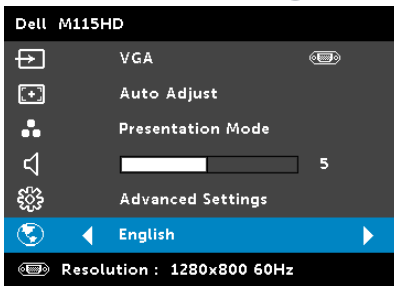 Dell M115HD
VGA
Auto Adjust
Presentation Mode
5
Advanced Settings
English
Resolution : 1280x800 60Hz